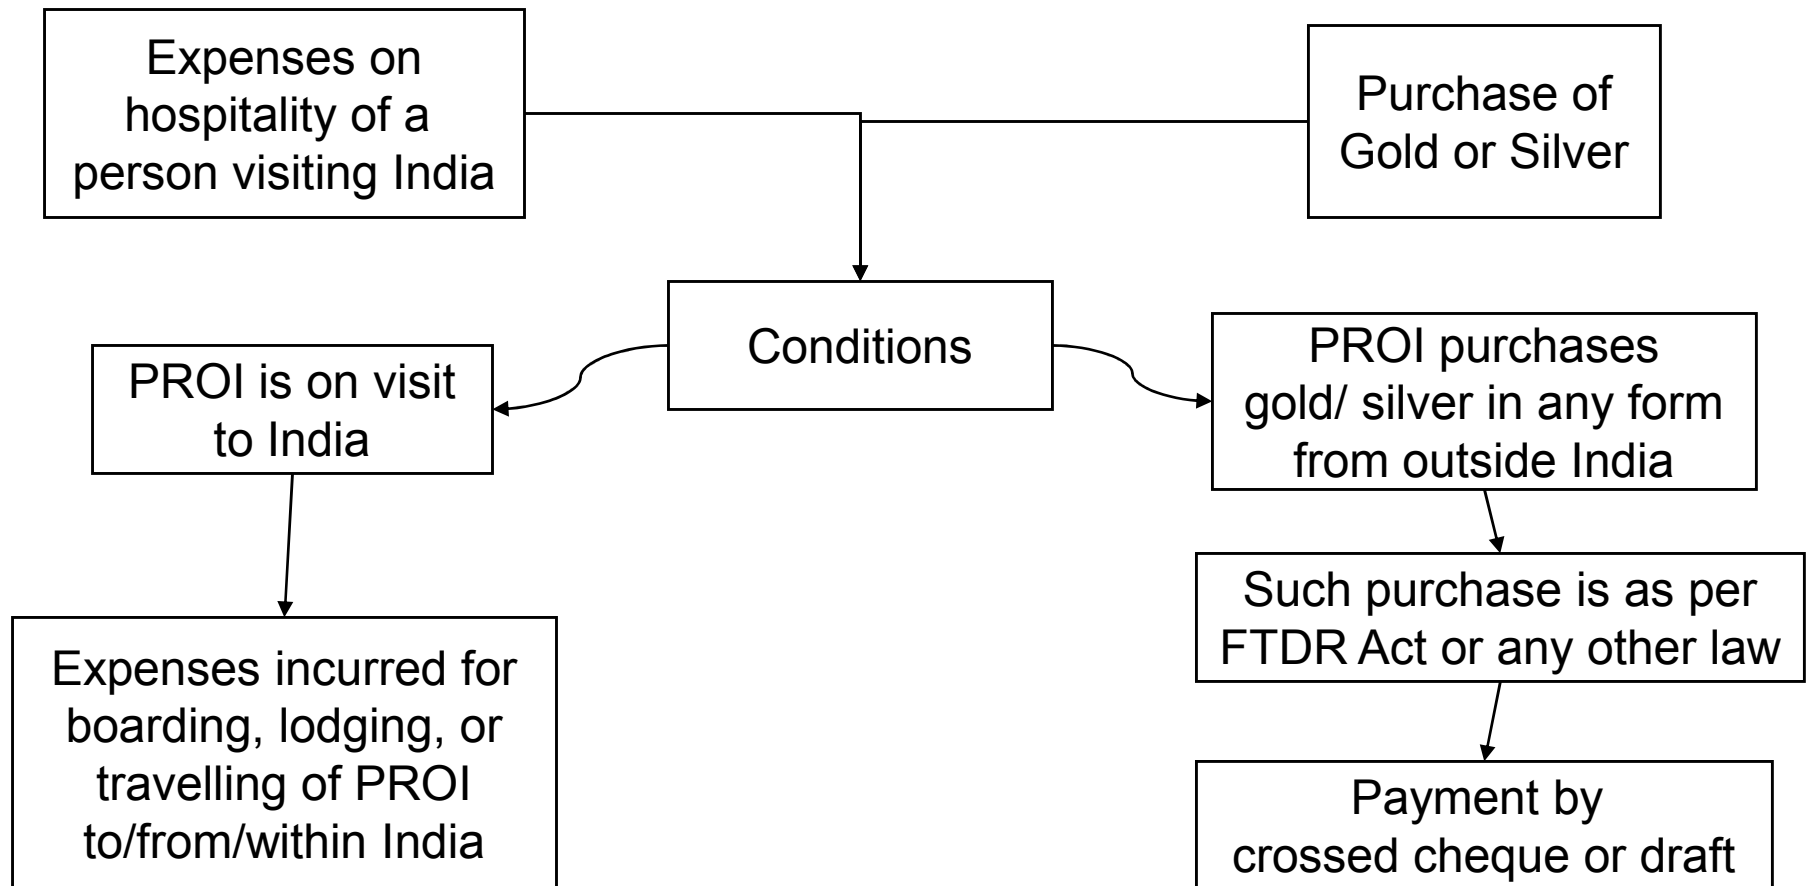 Expenses on
hospitality of a
person visiting India
Purchase of
Gold or Silver
Conditions
PROI is on visit
to India
PROI purchases
gold/ silver in any form
from outside India
Expenses incurred for
boarding, lodging, or
travelling of PROI
to/from/within India
Such purchase is as per
FTDR Act or any other law
Payment by
crossed cheque or draft